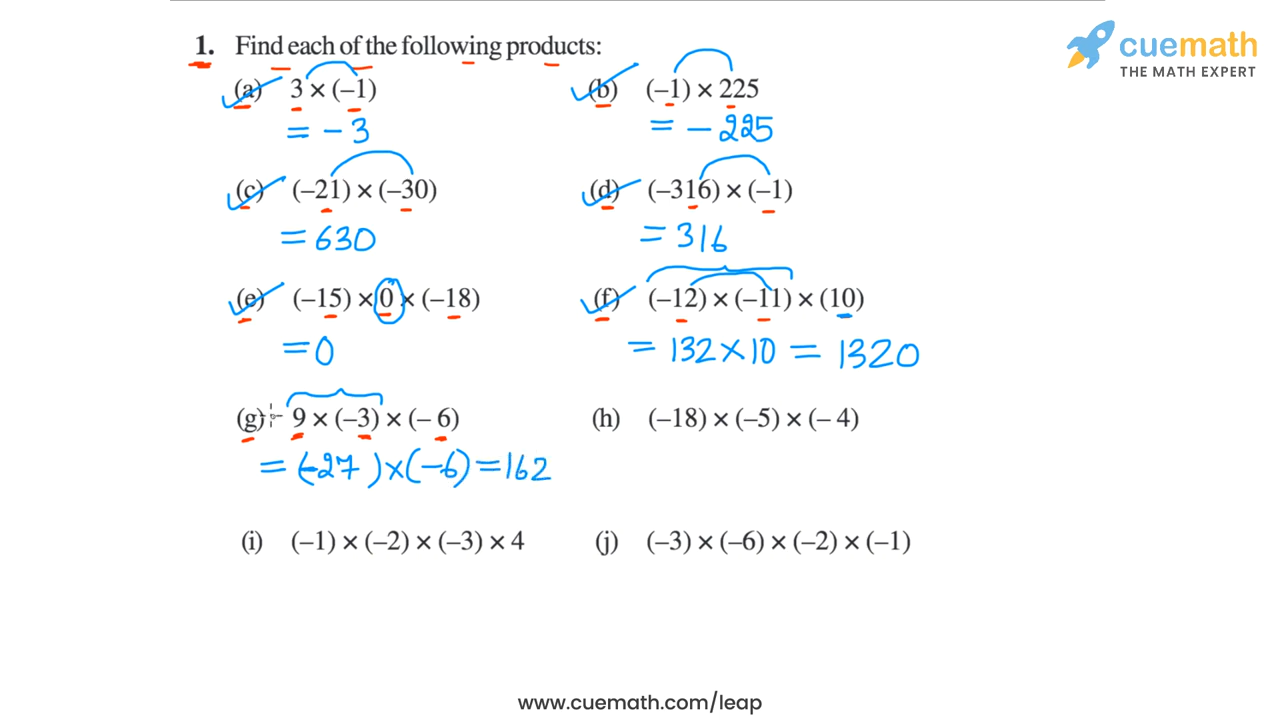 cuemath
THE MATH EXPERT
1. Find each of the following products:
(a) 3 × (–1)
= – 3
(b) (–1) × 225
= – 225
(c) (–21) × (–30)
= 630
(d) (–316) × (–1)
= 316
(e) (–15) × 0 × (–18)
= 0
(f) (–12) × (–11) × (10)
= 132 × 10 = 1320
(g) 9 × (–3) × (– 6)
= (–27) × (–6) = 162
(h) (–18) × (–5) × (– 4)
(i) (–1) × (–2) × (–3) × 4
(j) (–3) × (–6) × (–2) × (–1)
www.cuemath.com/leap